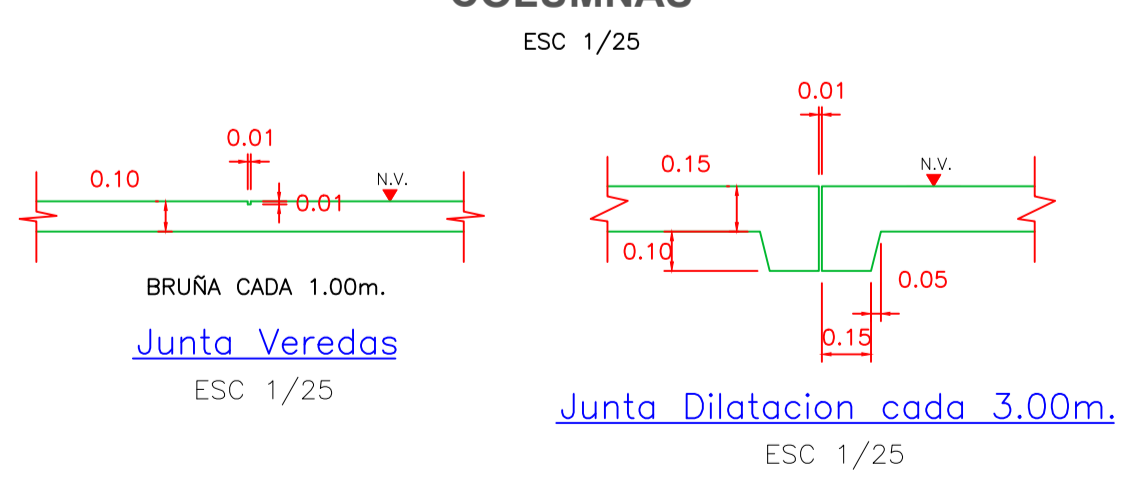 COLUMNAS
ESC 1/25
0.01
0.10
N.V.
0.01
BRUÑA CADA 1.00m.
Junta Veredas
ESC 1/25
0.01
0.15
N.V.
0.10
0.05
0.15
Junta Dilatacion cada 3.00m.
ESC 1/25